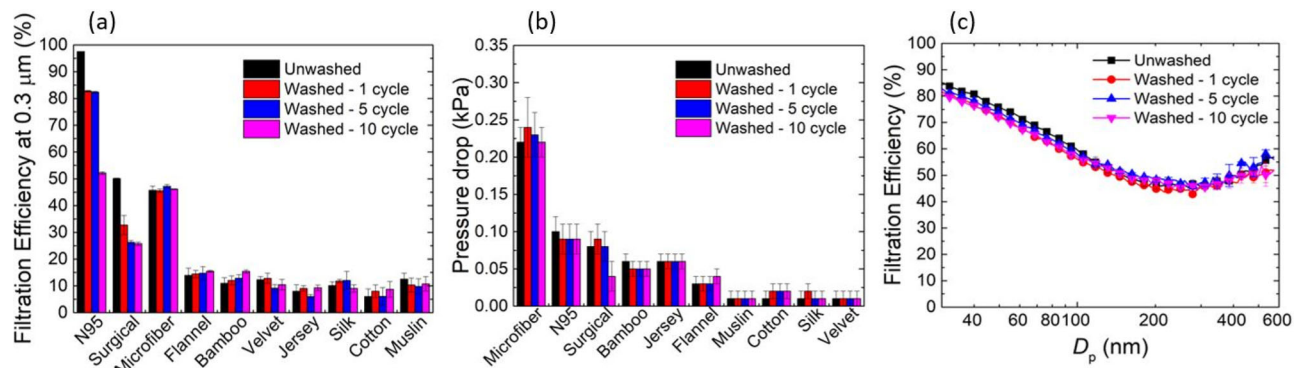 (a)
Filtration Efficiency at 0.3 μm (%)
100
90
80
70
60
50
40
30
20
10
0
Unwashed
Washed - 1 cycle
Washed - 5 cycle
Washed - 10 cycle
N95
Surgical
Microfiber
Flannel
Bamboo
Velvet
Jersey
Silk
Cotton
Muslin
(b)
Pressure drop (kPa)
0.35
0.30
0.25
0.20
0.15
0.10
0.05
0.00
Unwashed
Washed - 1 cycle
Washed - 5 cycle
Washed - 10 cycle
Microfiber
N95
Surgical
Bamboo
Jersey
Flannel
Muslin
Cotton
Silk
Velvet
(c)
Filtration Efficiency (%)
100
90
80
70
60
50
40
30
20
10
0
Unwashed
Washed - 1 cycle
Washed - 5 cycle
Washed - 10 cycle
40 60 80 100 200 400 600
Dp (nm)